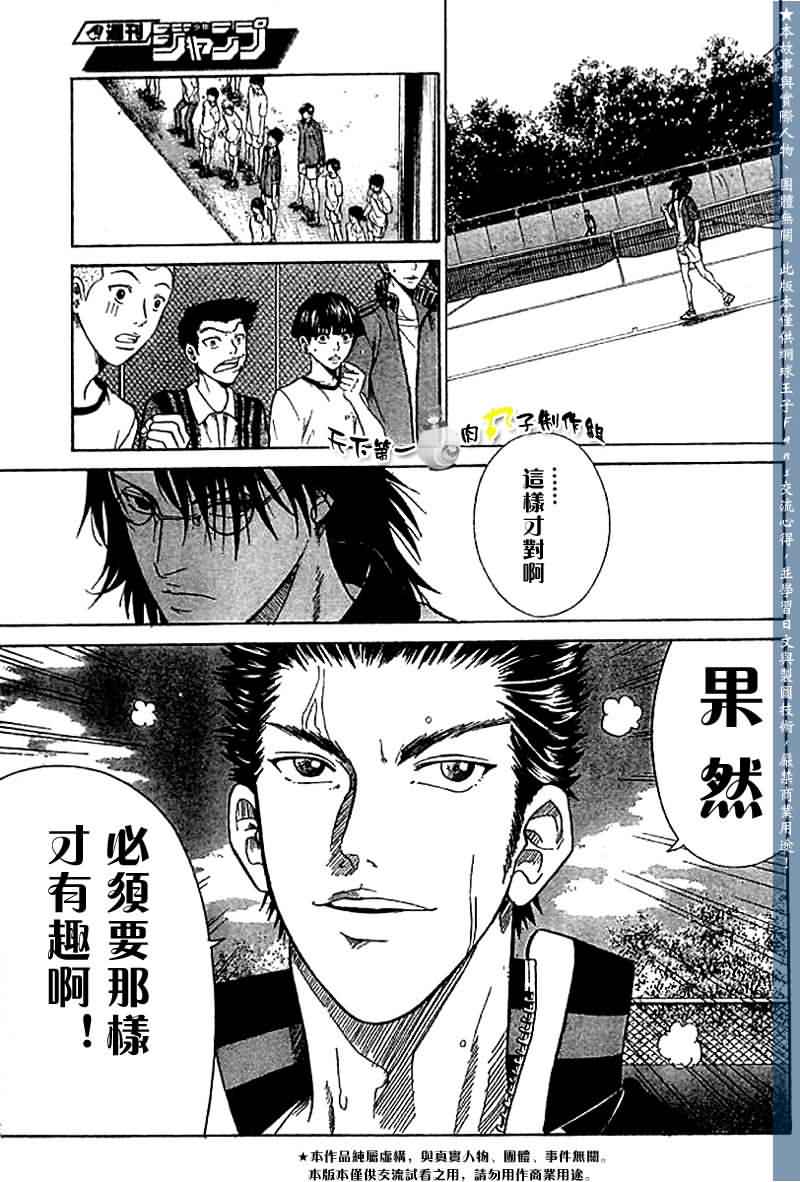 週刊
少年
ジャンプ
天下第一
肉丸子制作組
……
這樣才對啊
果然
必須要那樣
才有趣啊！
★本故事與實際人物、團體無關。此版本僅供網球王子Fans交流心得，並學習日文與製圖技術，嚴禁商業用途！
★本作品純屬虛構，與真實人物、團體、事件無關。
本版本僅供交流試看之用，請勿用作商業用途。